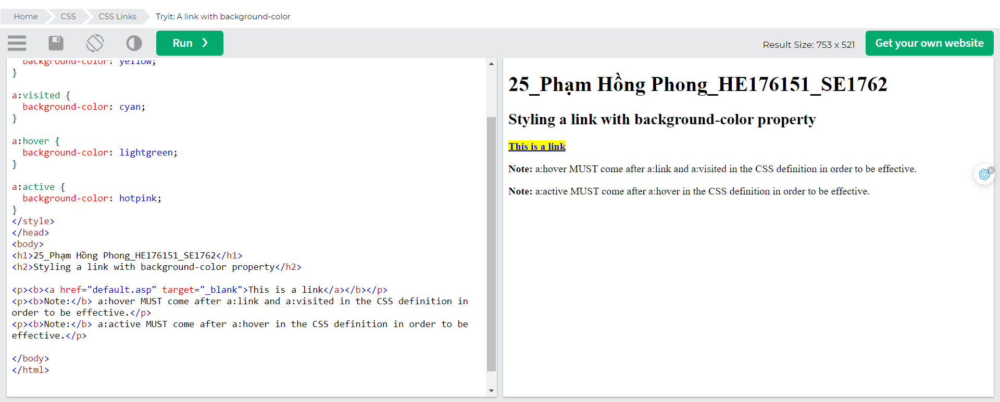 Home CSS CSS Links Tryit: A link with background-color
Run ❯
Result Size: 753 x 521
Get your own website
  background-color: yellow;
}

a:visited {
  background-color: cyan;
}

a:hover {
  background-color: lightgreen;
}

a:active {
  background-color: hotpink;
}
</style>
</head>
<body>
<h1>25_Phạm Hồng Phong_HE176151_SE1762</h1>
<h2>Styling a link with background-color property</h2>

<p><b><a href="default.asp" target="_blank">This is a link</a></b></p>
<p><b>Note:</b> a:hover MUST come after a:link and a:visited in the CSS definition in
order to be effective.</p>
<p><b>Note:</b> a:active MUST come after a:hover in the CSS definition in order to be
effective.</p>

</body>
</html>
25_Phạm Hồng Phong_HE176151_SE1762
Styling a link with background-color property
This is a link
Note: a:hover MUST come after a:link and a:visited in the CSS definition in order to be effective.
Note: a:active MUST come after a:hover in the CSS definition in order to be effective.